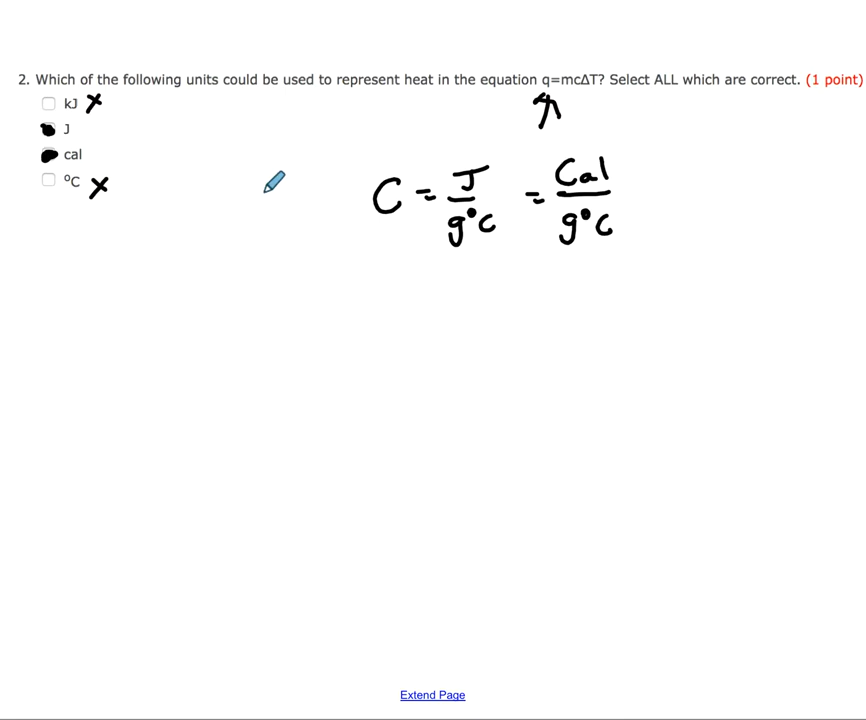 2. Which of the following units could be used to represent heat in the equation q=mcΔT? Select ALL which are correct. (1 point)
kJ x
J
cal
°C x
C = J/g°C = Cal/g°C
Extend Page